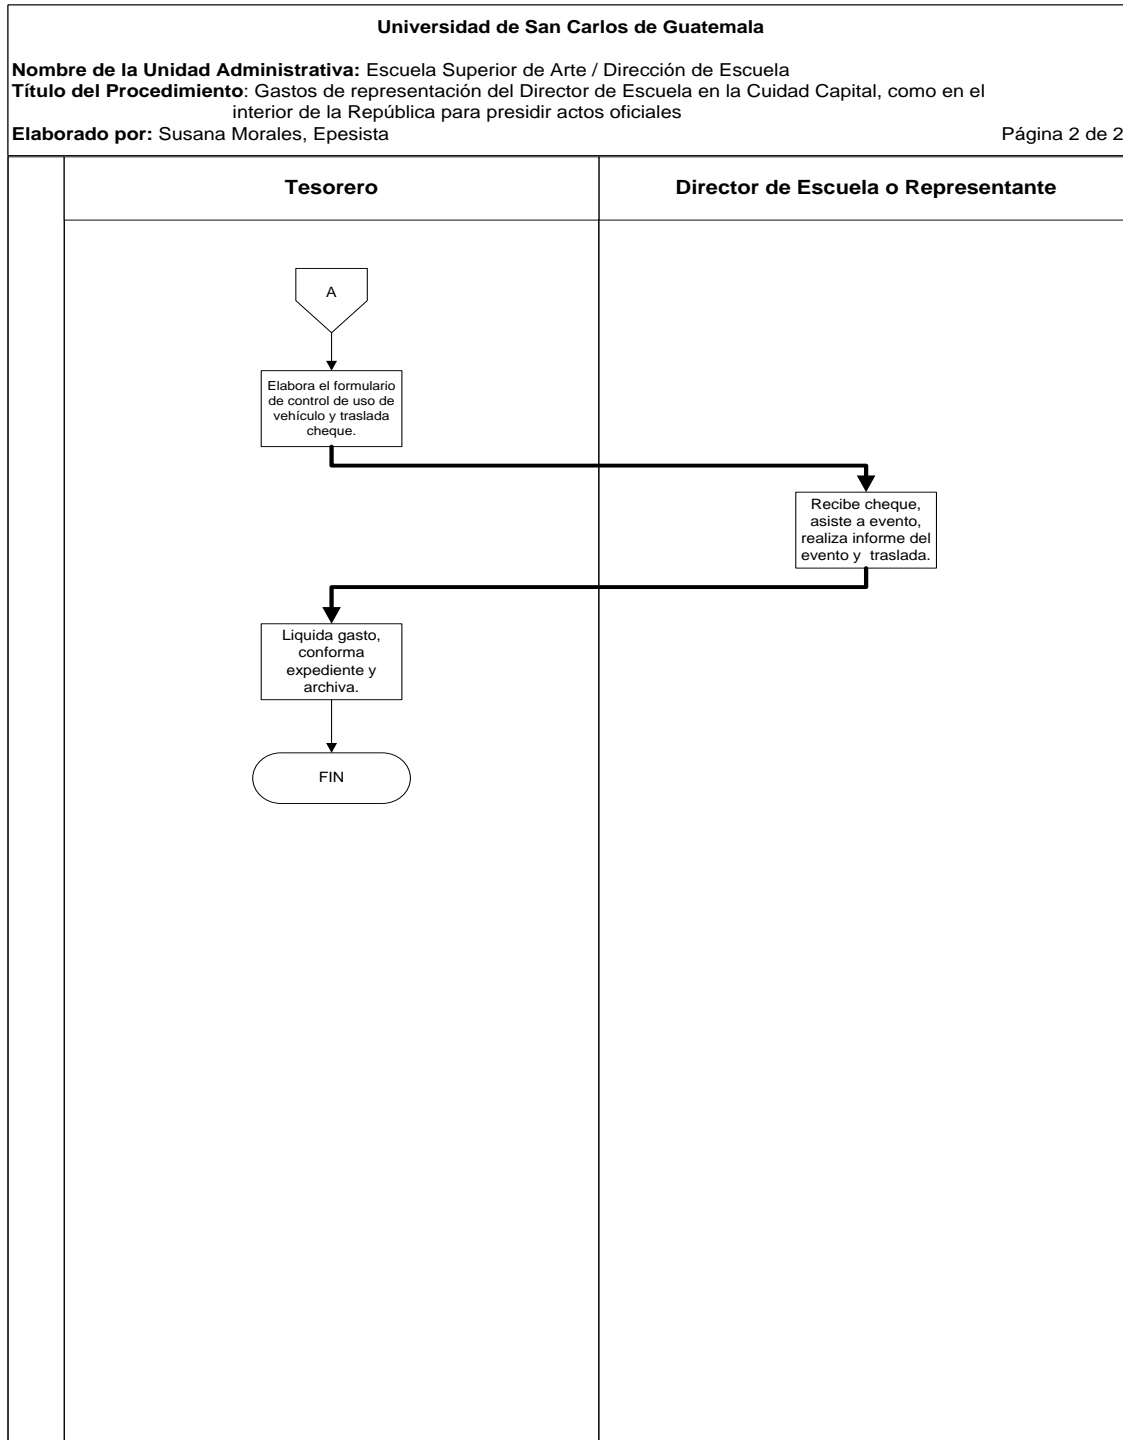 Universidad de San Carlos de Guatemala
Nombre de la Unidad Administrativa: Escuela Superior de Arte / Dirección de Escuela
Título del Procedimiento: Gastos de representación del Director de Escuela en la Cuidad Capital, como en el
interior de la República para presidir actos oficiales
Elaborado por: Susana Morales, Epesista Página 2 de 2
Tesorero Director de Escuela o Representante
A
Elabora el formulario
de control de uso de
vehículo y traslada
cheque.
Recibe cheque,
asiste a evento,
realiza informe del
evento y traslada.
Liquida gasto,
conforma
expediente y
archiva.
FIN